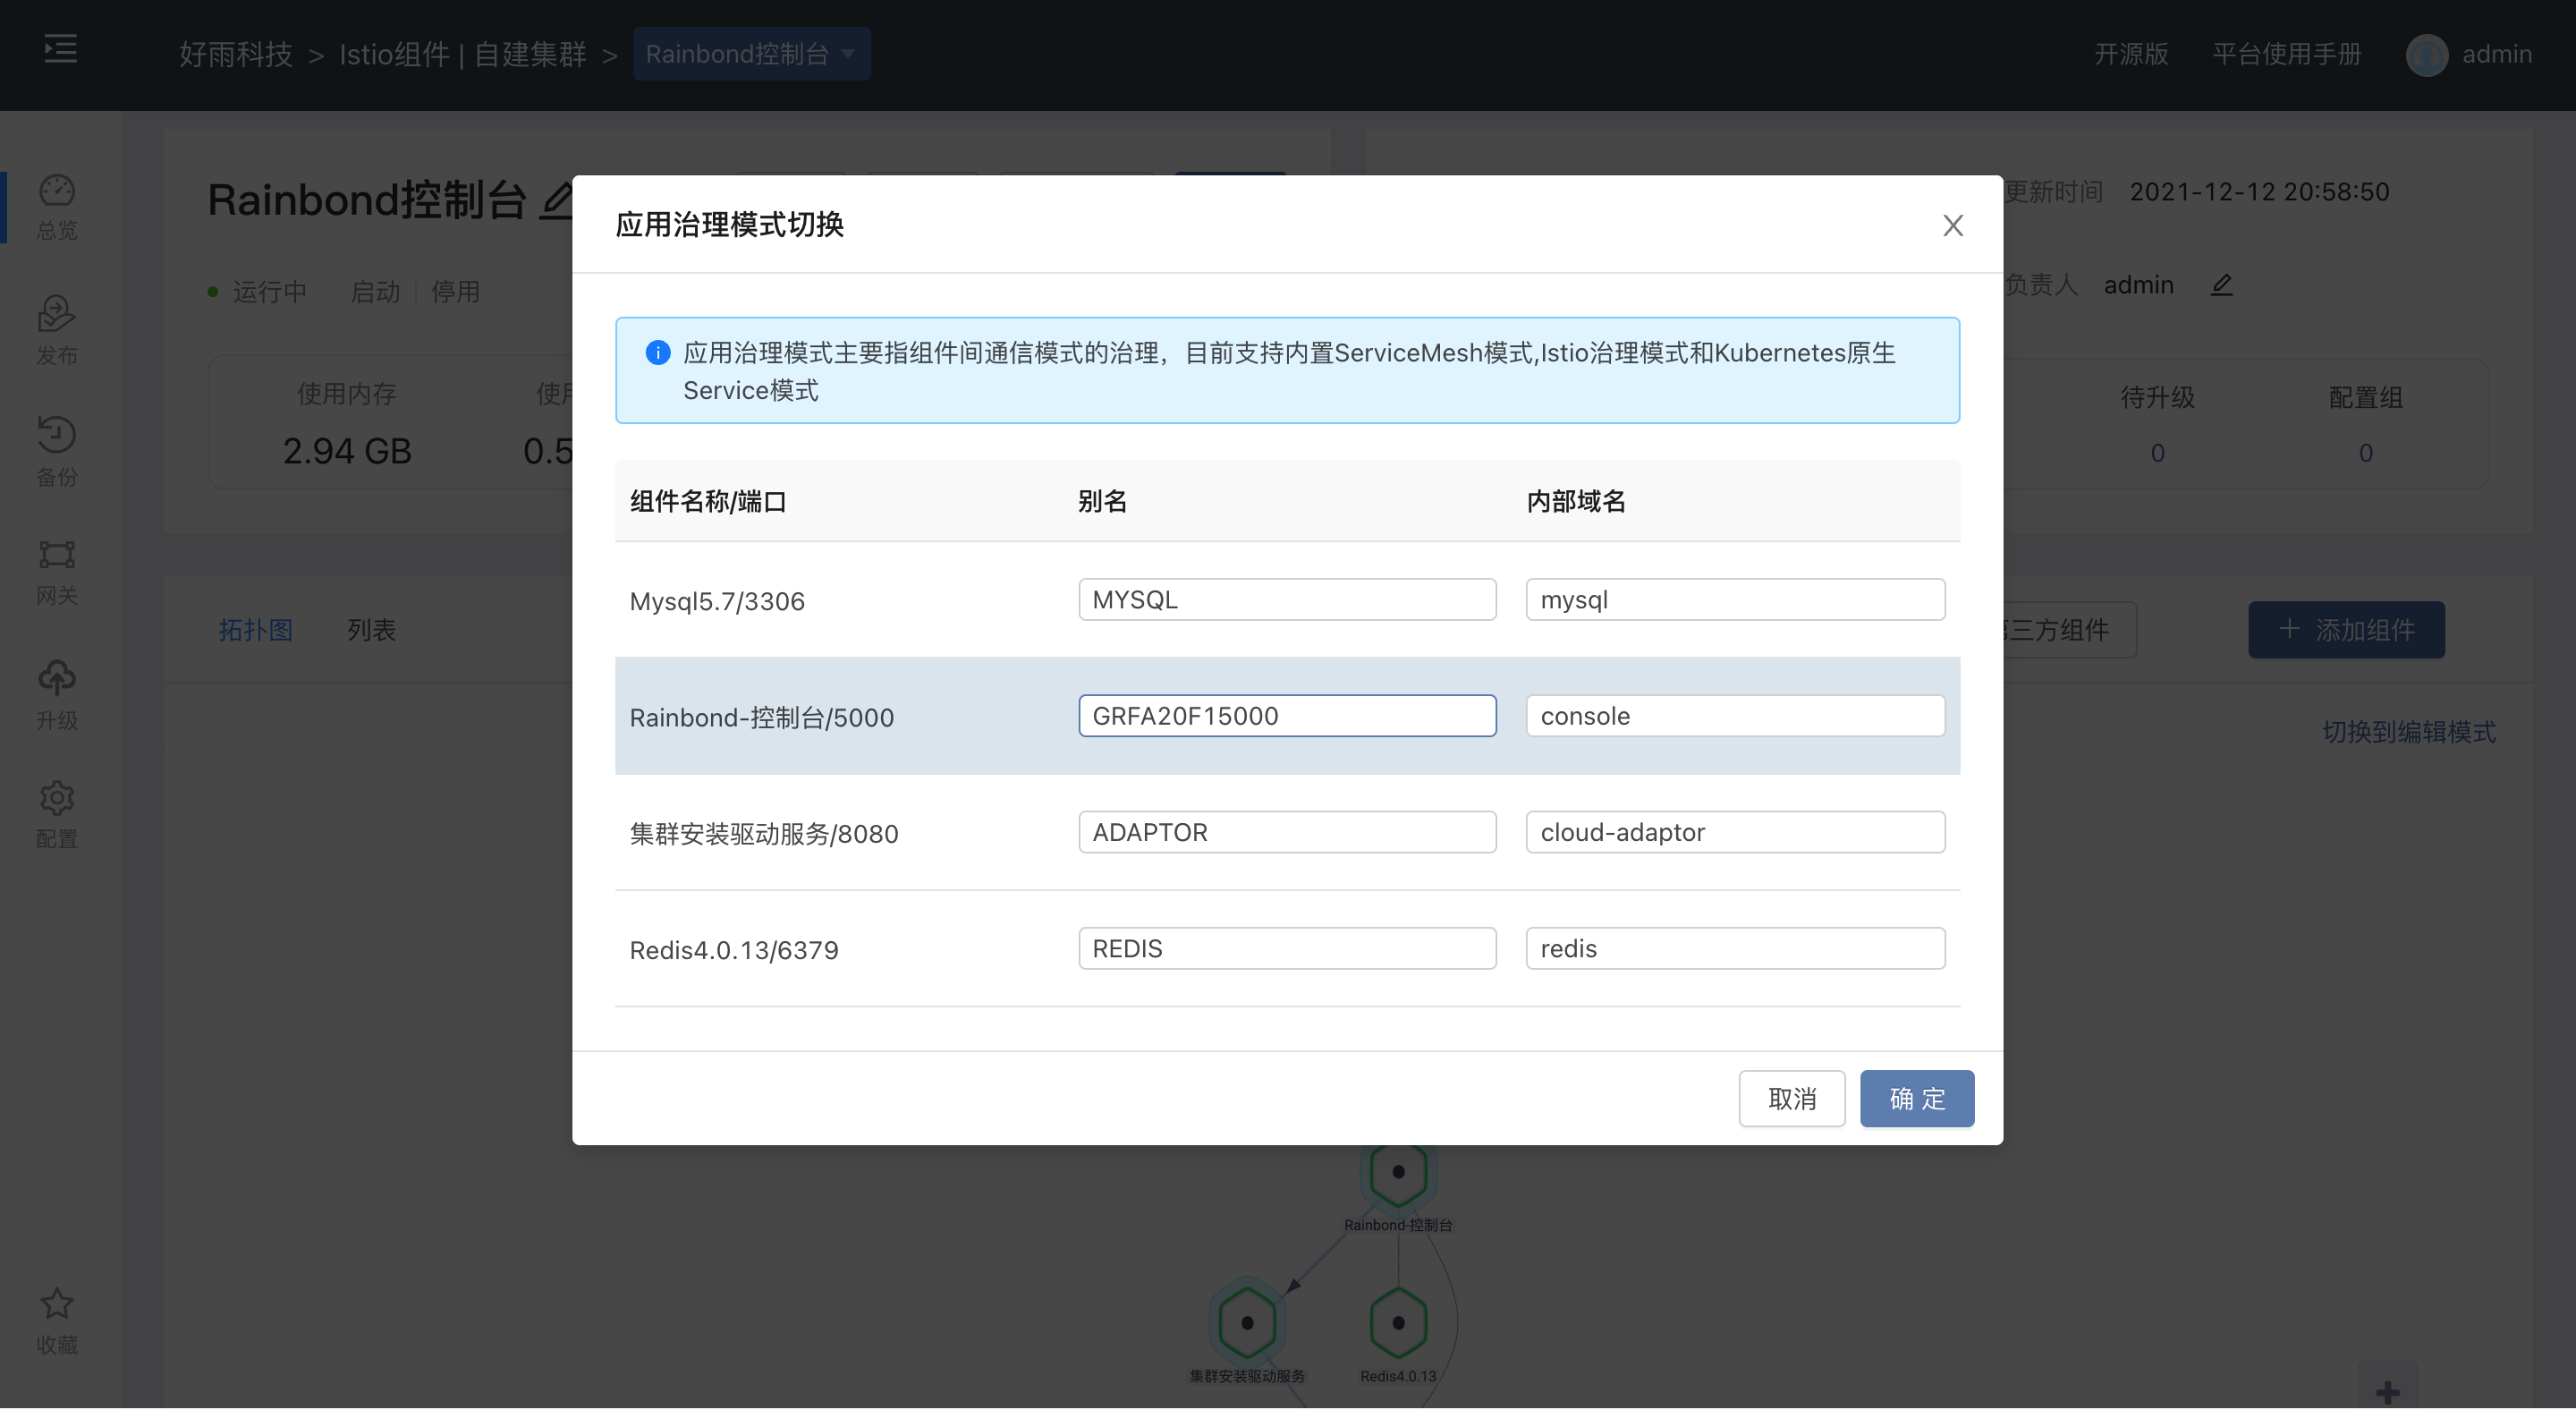 好雨科技 > Istio组件 | 自建集群 > Rainbond控制台
开源版 平台使用手册 admin
总览
发布
备份
网关
升级
配置
收藏
Rainbond控制台
运行中 启动 停用
使用内存
2.94 GB
0.5
更新时间 2021-12-12 20:58:50
负责人 admin
待升级 配置组
0 0
拓扑图 列表
三方组件
添加组件
切换到编辑模式
应用治理模式切换
应用治理模式主要指组件间通信模式的治理，目前支持内置ServiceMesh模式,Istio治理模式和Kubernetes原生
Service模式
组件名称/端口 别名 内部域名
Mysql5.7/3306 MYSQL mysql
Rainbond-控制台/5000 GRFA20F15000 console
集群安装驱动服务/8080 ADAPTOR cloud-adaptor
Redis4.0.13/6379 REDIS redis
取消 确 定
Rainbond-控制台
集群安装驱动服务 Redis4.0.13